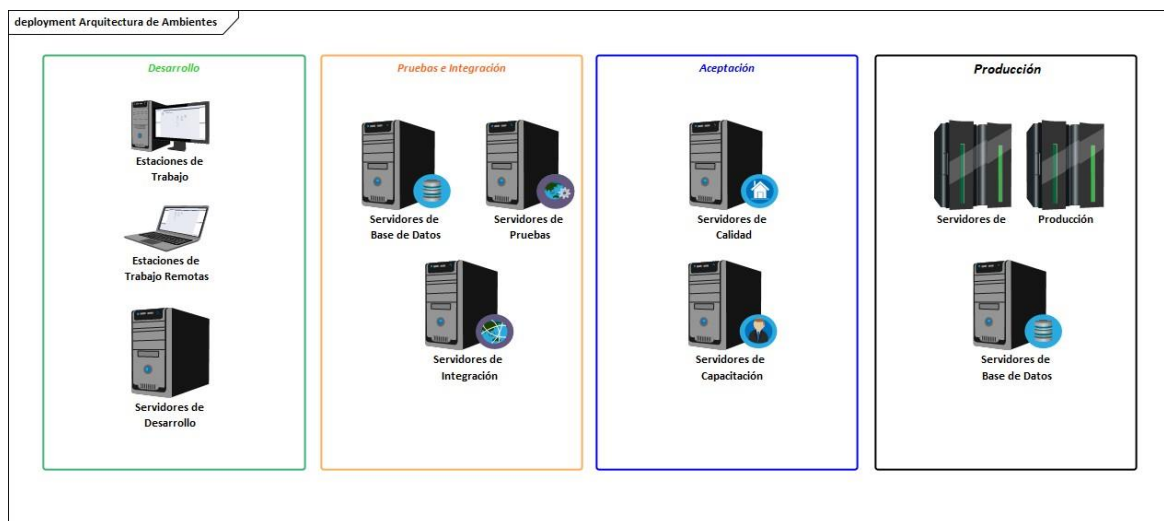 deployment Arquitectura de Ambientes
Desarrollo
Estaciones de
Trabajo
Estaciones de
Trabajo Remotas
Servidores de
Desarrollo
Pruebas e Integración
Servidores de
Base de Datos
Servidores de
Pruebas
Servidores de
Integración
Aceptación
Servidores de
Calidad
Servidores de
Capacitación
Producción
Servidores de Producción
Servidores de
Base de Datos